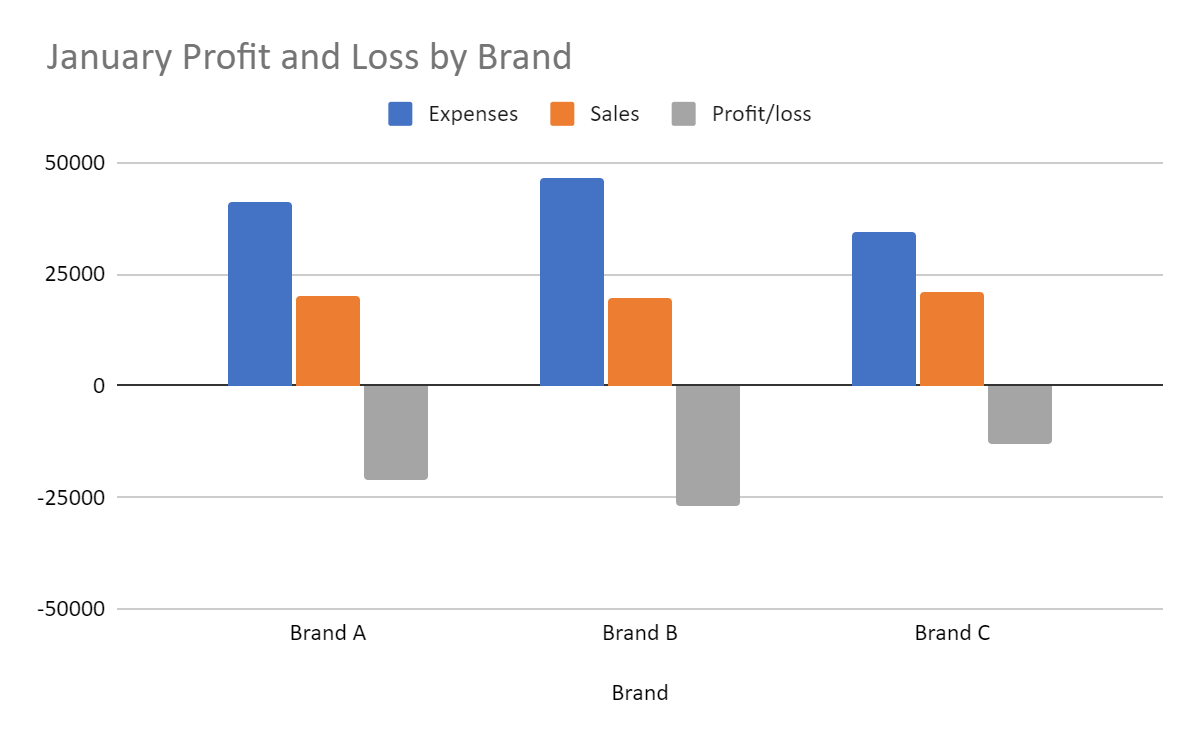 January Profit and Loss by Brand
Expenses Sales Profit/loss
50000
25000
0
-25000
-50000
Brand A Brand B Brand C
Brand